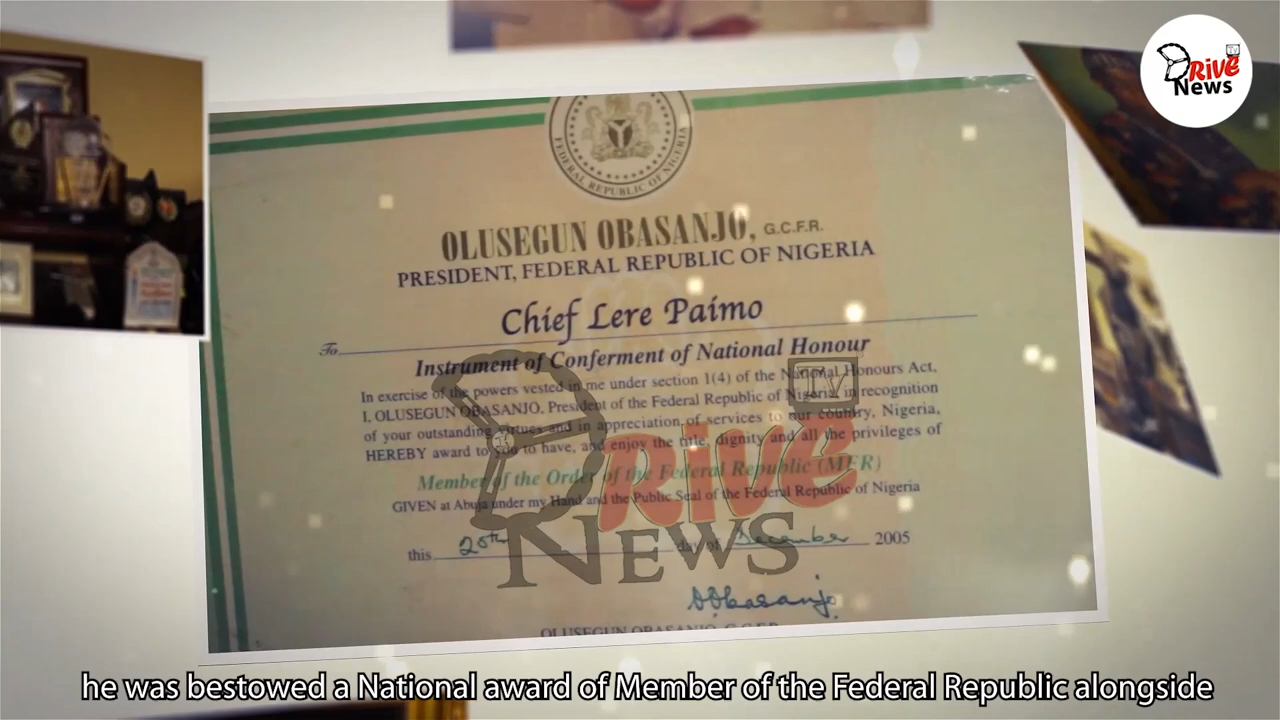 DRIVE TV
NEWS
FEDERAL REPUBLIC OF NIGERIA
OLUSEGUN OBASANJO, G.C.F.R.
PRESIDENT, FEDERAL REPUBLIC OF NIGERIA
Chief Lere Paimo
To
Instrument of Conferment of National Honour
In exercise of the powers vested in me under section 1(4) of the National Honours Act,
I, OLUSEGUN OBASANJO, President of the Federal Republic of Nigeria, in recognition
of your outstanding virtues and in appreciation of services to our country, Nigeria,
HEREBY award to you to have, and enjoy the title, dignity and all the privileges of
Member of the Order of the Federal Republic (MFR)
GIVEN at Abuja under my Hand and the Public Seal of the Federal Republic of Nigeria
this 20th day of December 2005
OObasanjo
OLUSEGUN OBASANJO, G.C.F.R.
DRIVE TV
NEWS
he was bestowed a National award of Member of the Federal Republic alongside